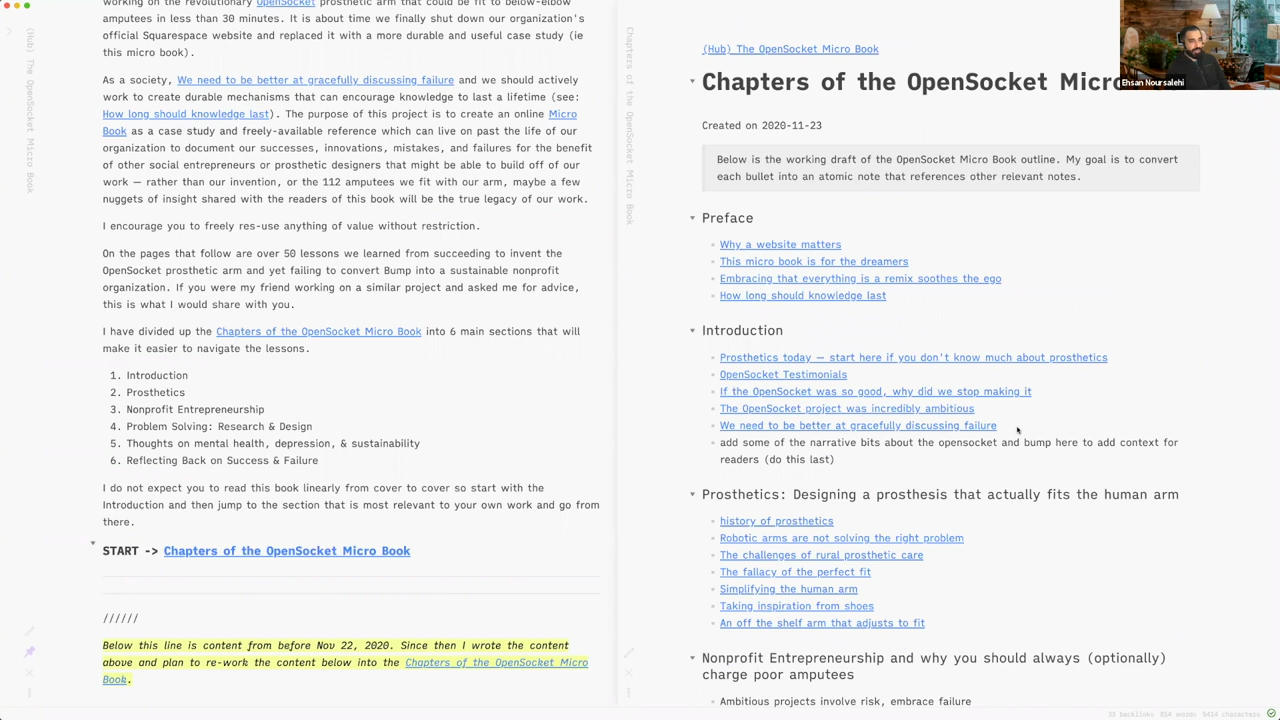 working on the revolutionary OpenSocket prosthetic arm that could be fit to below-elbow
amputees in less than 30 minutes. It is about time we finally shut down our organization's
official Squarespace website and replaced it with a more durable and useful case study (ie
this micro book).
As a society, We need to be better at gracefully discussing failure and we should actively
work to create durable mechanisms that can encourage knowledge to last a lifetime (see:
How long should knowledge last). The purpose of this project is to create an online Micro
Book as a case study and freely-available reference which can live on past the life of our
organization to document our successes, innovations, mistakes, and failures for the benefit
of other social entrepreneurs or prosthetic designers that might be able to build off of our
work — rather than our invention, or the 112 amputees we fit with our arm, maybe a few
nuggets of insight shared with the readers of this book will be the true legacy of our work.
I encourage you to freely res-use anything of value without restriction.
On the pages that follow are over 50 lessons we learned from succeeding to invent the
OpenSocket prosthetic arm and yet failing to convert Bump into a sustainable nonprofit
organization. If you were my friend working on a similar project and asked me for advice,
this is what I would share with you.
I have divided up the Chapters of the OpenSocket Micro Book into 6 main sections that will
make it easier to navigate the lessons.
1. Introduction
2. Prosthetics
3. Nonprofit Entrepreneurship
4. Problem Solving: Research & Design
5. Thoughts on mental health, depression, & sustainability
6. Reflecting Back on Success & Failure
I do not expect you to read this book linearly from cover to cover so start with the
Introduction and then jump to the section that is most relevant to your own work and go from
there.
START -> Chapters of the OpenSocket Micro Book
Below this line is content from before Nov 22, 2020. Since then I wrote the content
above and plan to re-work the content below into the Chapters of the OpenSocket Micro
Book.
(Hub) The OpenSocket Micro Book
Chapters of the OpenSocket Micro Book
(Hub) The OpenSocket Micro Book
Chapters of the OpenSocket Micro
Created on 2020-11-23
Below is the working draft of the OpenSocket Micro Book outline. My goal is to convert
each bullet into an atomic note that references other relevant notes.
Preface
Why a website matters
This micro book is for the dreamers
Embracing that everything is a remix soothes the ego
How long should knowledge last
Introduction
Prosthetics today — start here if you don't know much about prosthetics
OpenSocket Testimonials
If the OpenSocket was so good, why did we stop making it
The OpenSocket project was incredibly ambitious
We need to be better at gracefully discussing failure
add some of the narrative bits about the opensocket and bump here to add context for
readers (do this last)
Prosthetics: Designing a prosthesis that actually fits the human arm
history of prosthetics
Robotic arms are not solving the right problem
The challenges of rural prosthetic care
The fallacy of the perfect fit
Simplifying the human arm
Taking inspiration from shoes
An off the shelf arm that adjusts to fit
Nonprofit Entrepreneurship and why you should always (optionally)
charge poor amputees
Ambitious projects involve risk, embrace failure
Ehsan Noursalehi
33 backlinks 854 words 5414 characters